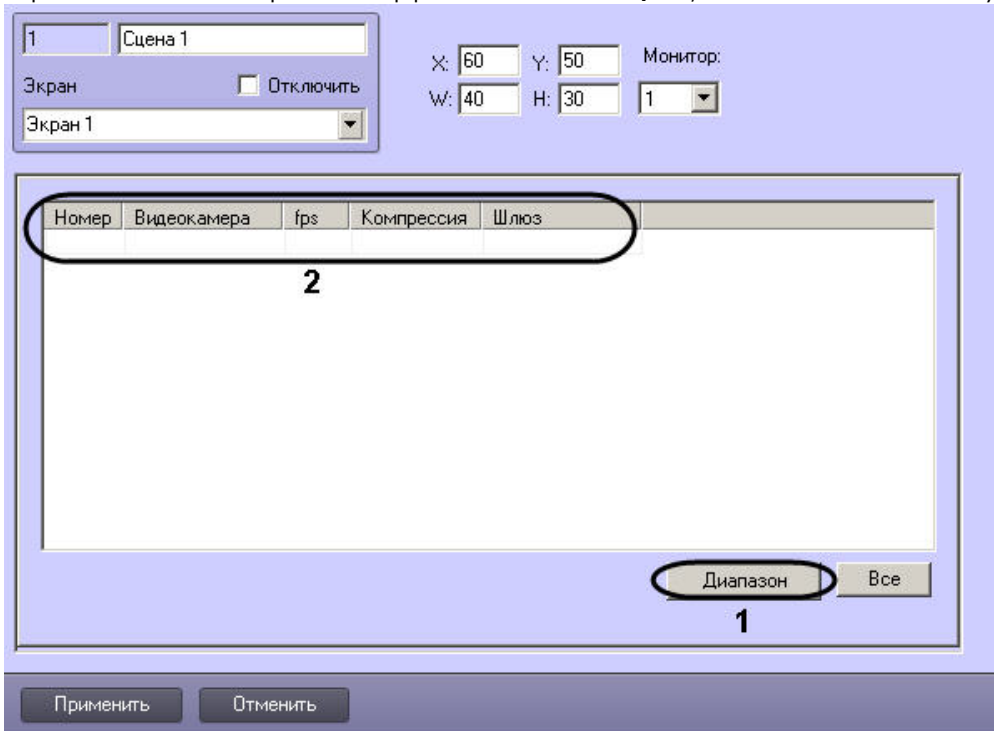 1 Сцена 1
X: 60 Y: 50 Монитор:
Экран Отключить
W: 40 H: 30 1
Экран 1
Номер Видеокамера fps Компрессия Шлюз
2
Диапазон Все
1
Применить Отменить